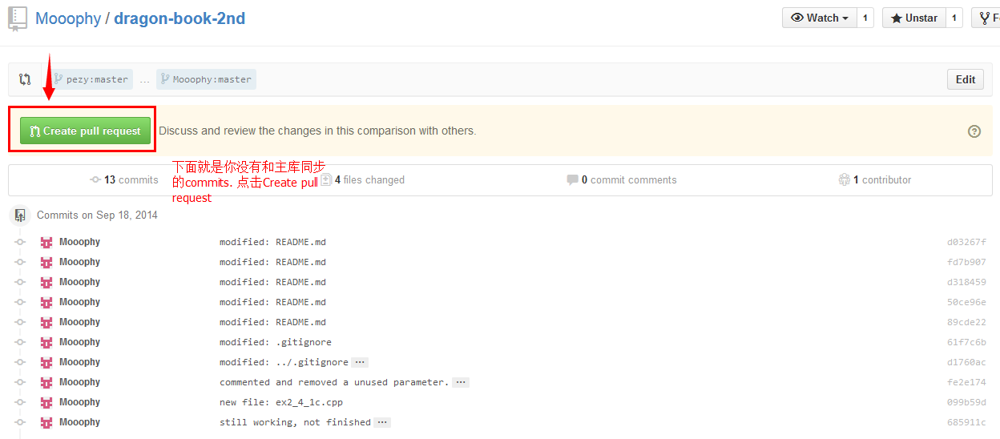 Mooophy / dragon-book-2nd
Watch 1
Unstar 1
pezy:master ... Mooophy:master
Edit
Create pull request Discuss and review the changes in this comparison with others.
下面就是你没有和主库同步
的commits. 点击Create pull
request
13 commits
4 files changed
0 commit comments
1 contributor
Commits on Sep 18, 2014
Mooophy modified: README.md d03267f
Mooophy modified: README.md fd7b907
Mooophy modified: README.md d318459
Mooophy modified: README.md 50ce96e
Mooophy modified: README.md 89cde22
Mooophy modified: .gitignore 61f7c6b
Mooophy modified: ../.gitignore ... d1760ac
Mooophy commented and removed a unused parameter. ... fe2e174
Mooophy new file: ex2_4_1c.cpp 099b59d
Mooophy still working, not finished ... 685911c